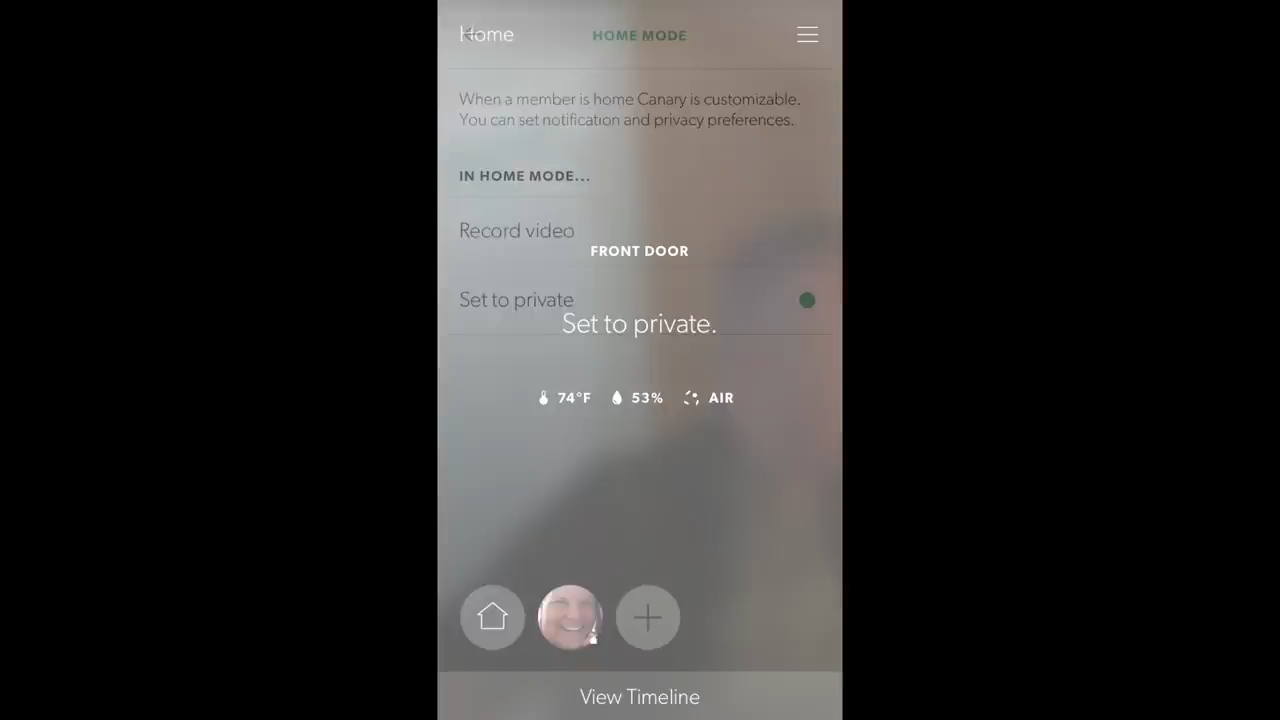 Home
HOME MODE
When a member is home Canary is customizable.
You can set notification and privacy preferences.
IN HOME MODE...
Record video
FRONT DOOR
Set to private
Set to private.
74°F 53% AIR
View Timeline